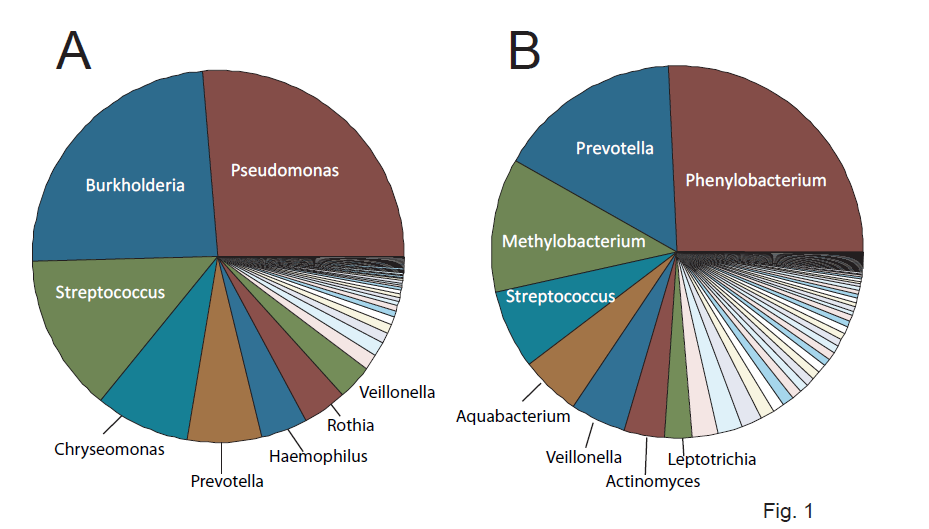 A
Burkholderia
Pseudomonas
Streptococcus
Veillonella
Rothia
Haemophilus
Chryseomonas
Prevotella
B
Prevotella
Phenylobacterium
Methylobacterium
Streptococcus
Aquabacterium
Veillonella
Leptotrichia
Actinomyces
Fig. 1